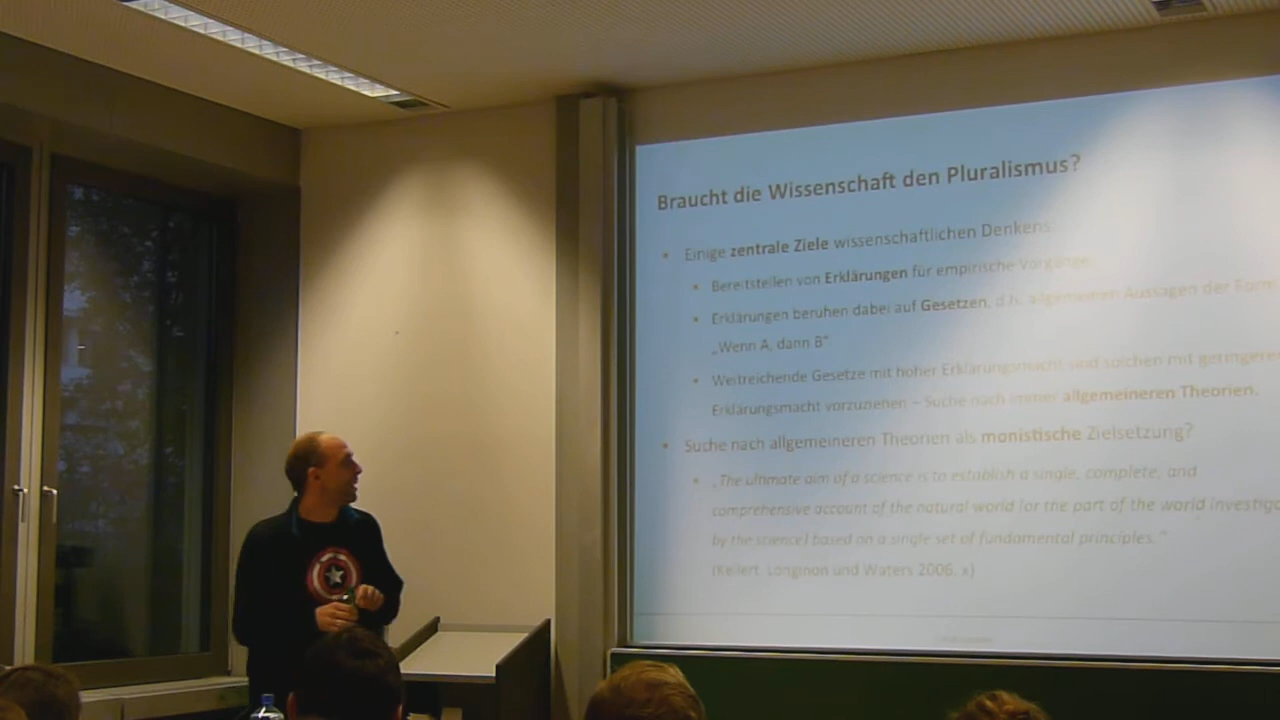 Braucht die Wissenschaft den Pluralismus?
• Einige zentrale Ziele wissenschaftlichen Denkens:
• Bereitstellen von Erklärungen für empirische Vorgänge
• Erklärungen beruhen dabei auf Gesetzen, d.h. allgemeinen Aussagen der Form
„Wenn A, dann B“
• Weitreichende Gesetze mit hoher Erklärungsmacht sind solchen mit geringerer
Erklärungsmacht vorzuziehen – Suche nach immer allgemeineren Theorien.
• Suche nach allgemeineren Theorien als monistische Zielsetzung?
• „The ultimate aim of a science is to establish a single, complete, and
comprehensive account of the natural world (or the part of the world investiga
by the science) based on a single set of fundamental principles.“
(Kellert, Longinon und Waters 2006, x)